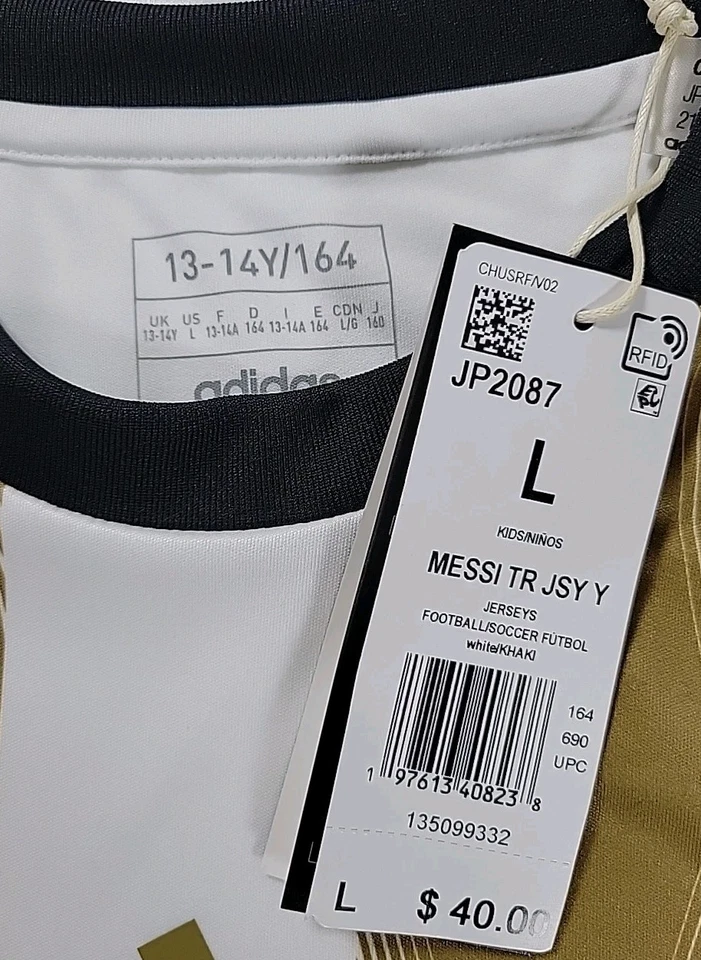 13-14Y/164
UK US F D I E CDN J
13-14Y L 13-14A 164 13-14A 164 L/G 160
adidas
CHUSRF/V02
RFID
JP2087
L
KIDS/NIÑOS
MESSI TR JSY Y
JERSEYS
FOOTBALL/SOCCER FÚTBOL
white/KHAKI
164
690
UPC
1 97613 40823 8
135099332
L $ 40.00